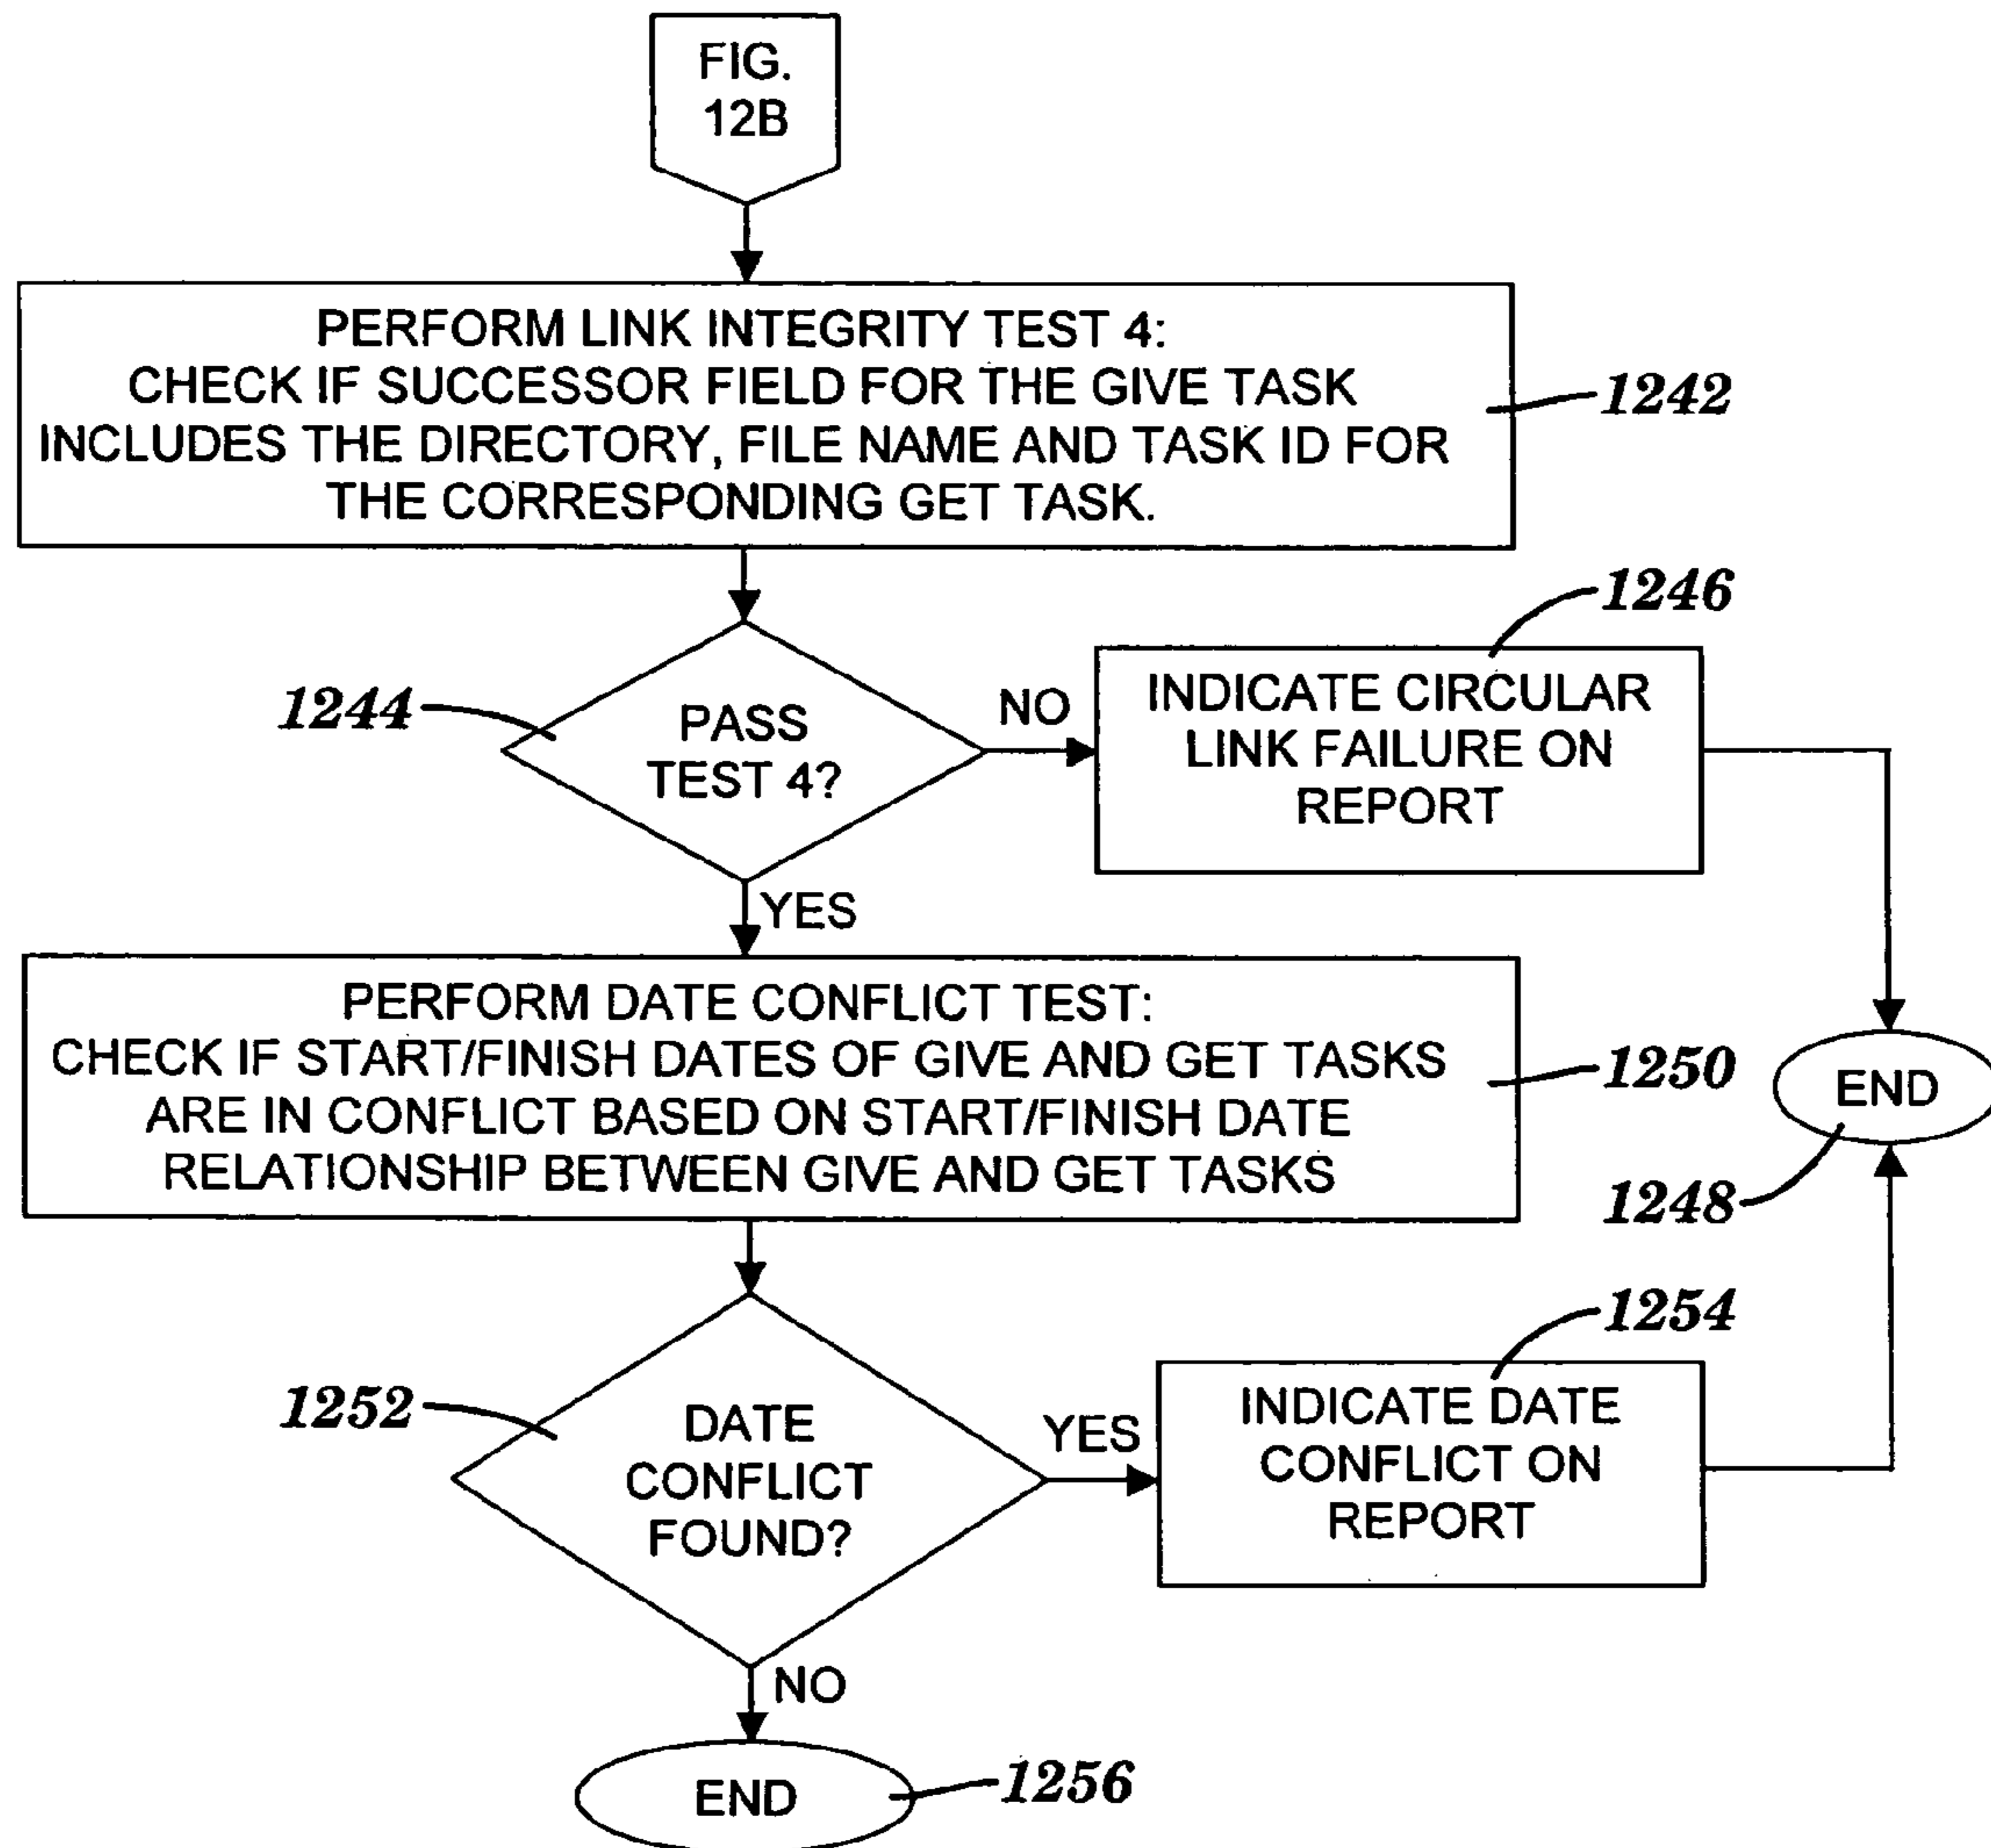 FIG.
12B
PERFORM LINK INTEGRITY TEST 4:
CHECK IF SUCCESSOR FIELD FOR THE GIVE TASK
INCLUDES THE DIRECTORY, FILE NAME AND TASK ID FOR
THE CORRESPONDING GET TASK.
1242
1246
1244
PASS
TEST 4?
NO
INDICATE CIRCULAR
LINK FAILURE ON
REPORT
YES
PERFORM DATE CONFLICT TEST:
CHECK IF START/FINISH DATES OF GIVE AND GET TASKS
ARE IN CONFLICT BASED ON START/FINISH DATE
RELATIONSHIP BETWEEN GIVE AND GET TASKS
1250
END
1248
1254
1252
DATE
CONFLICT
FOUND?
YES
INDICATE DATE
CONFLICT ON
REPORT
NO
END
1256